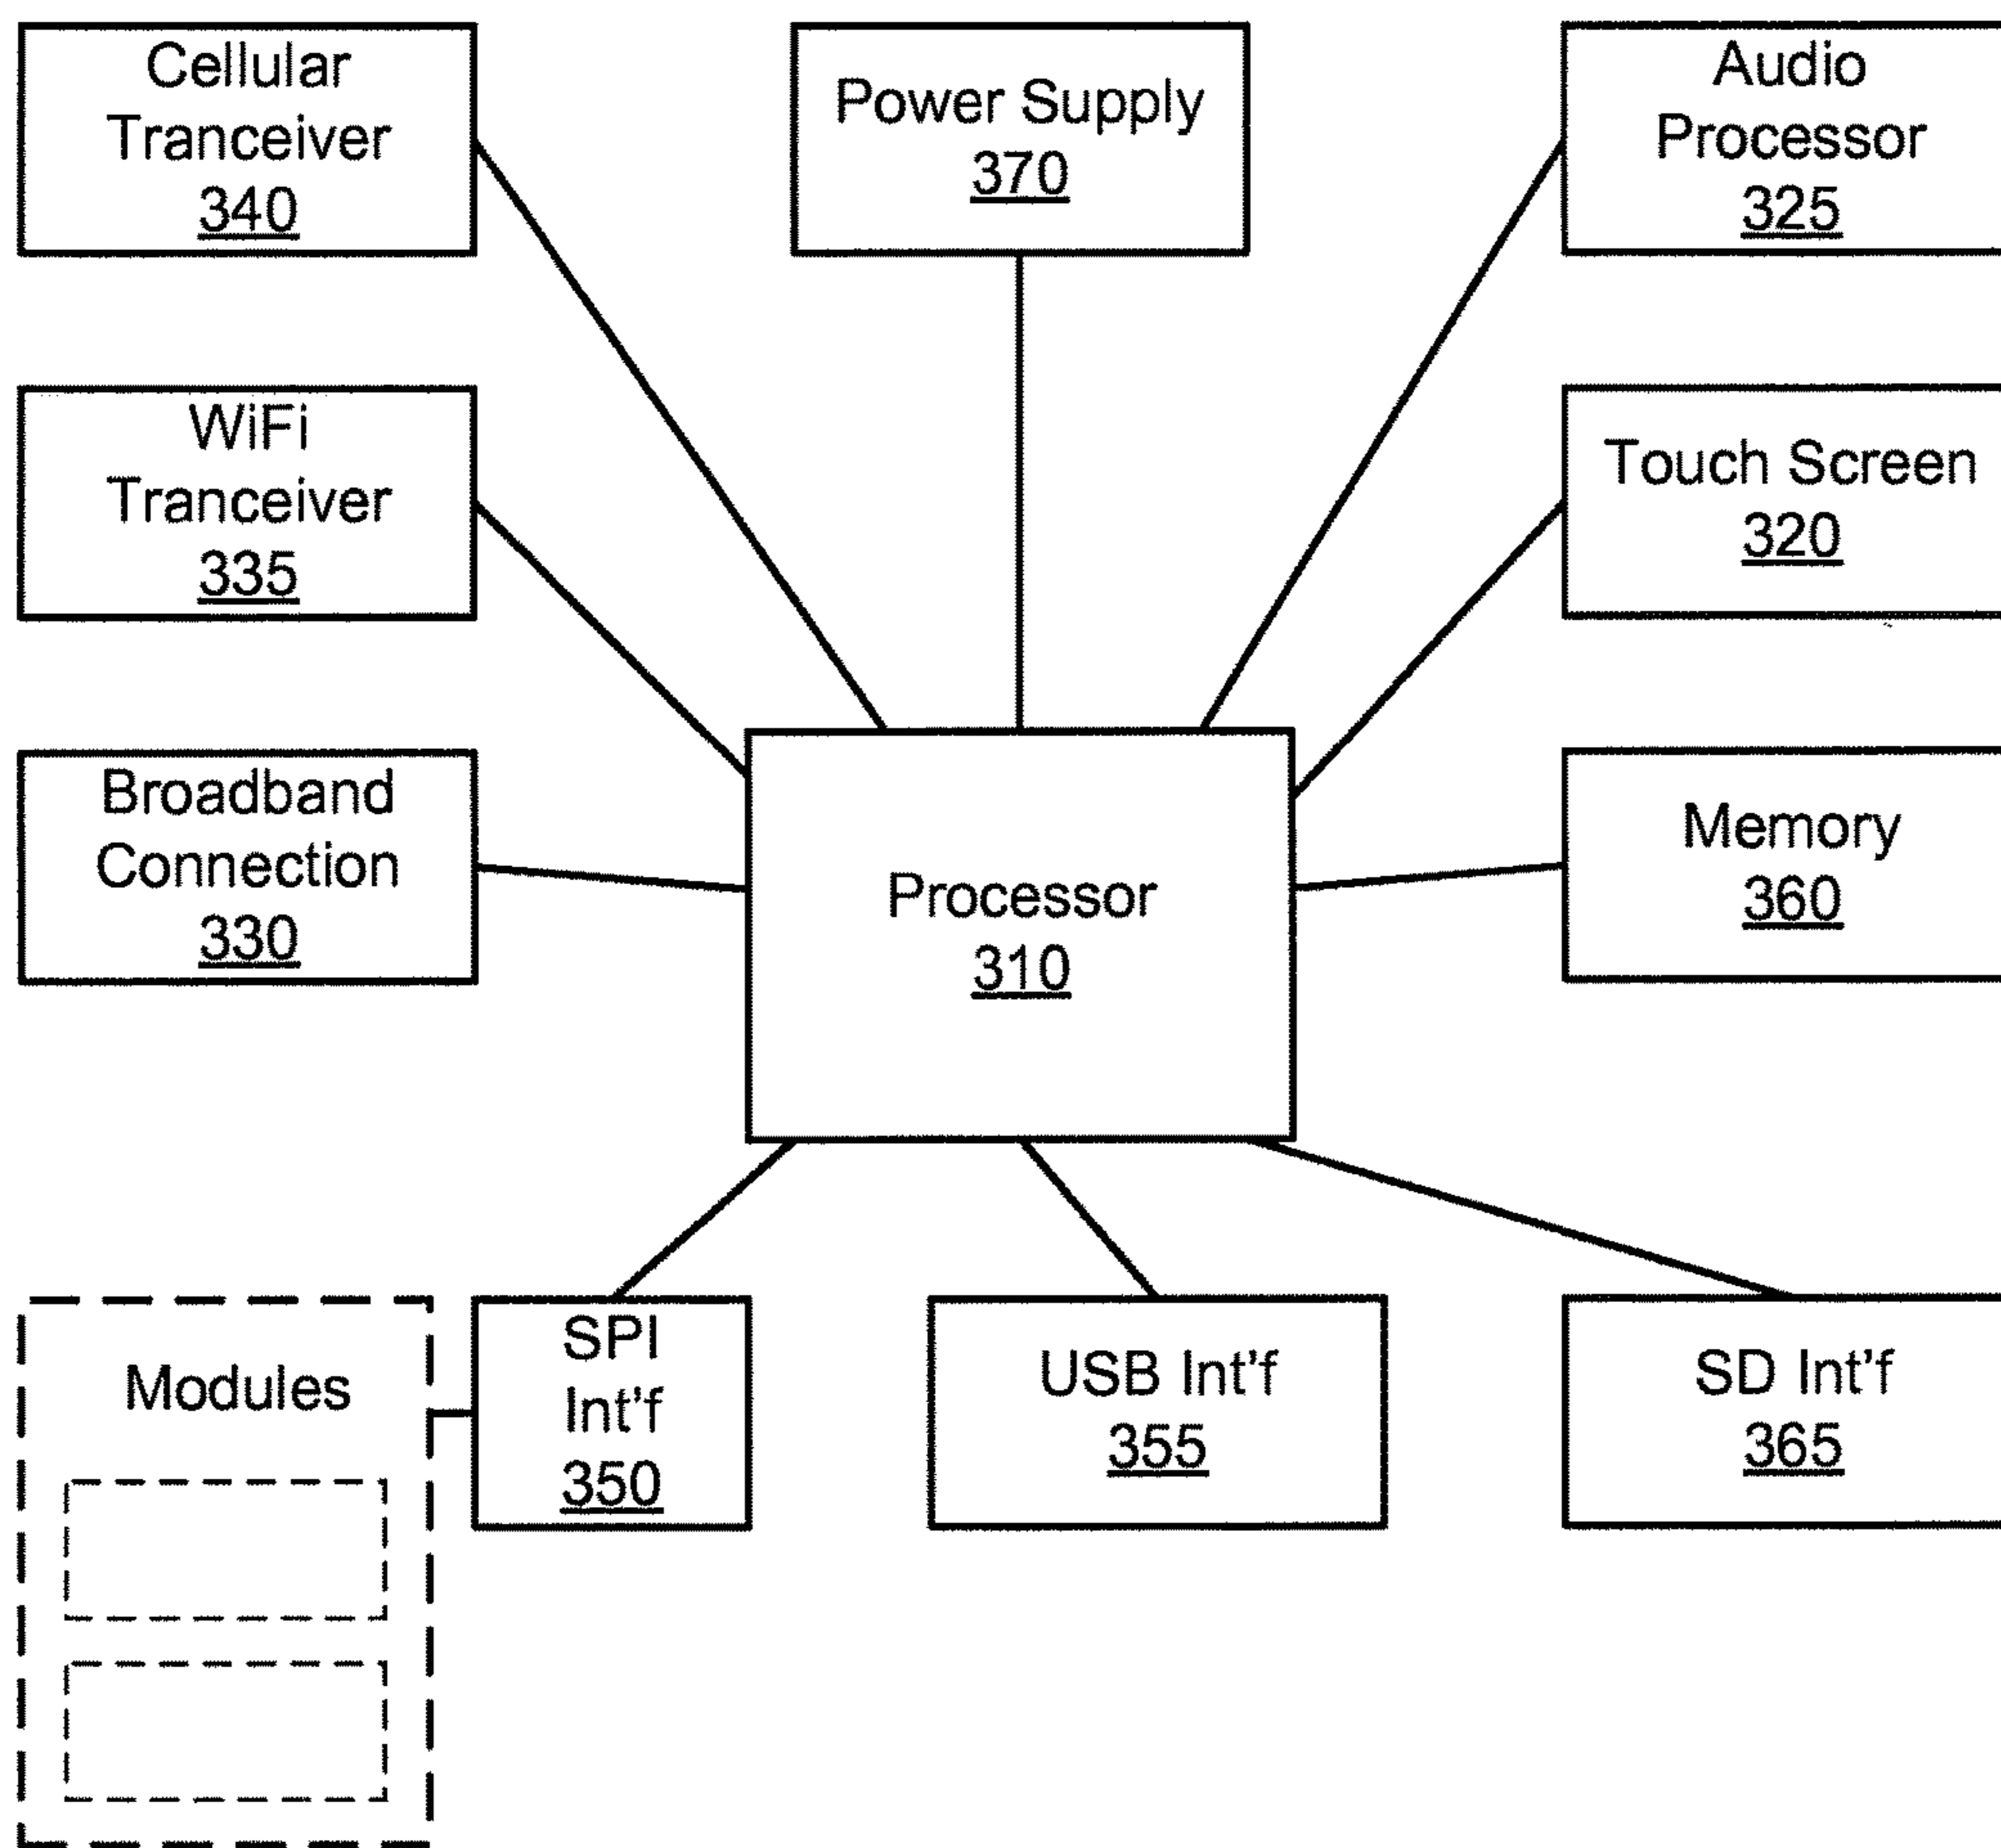 Cellular
Tranceiver
340
Power Supply
370
Audio
Processor
325
WiFi
Tranceiver
335
Touch Screen
320
Broadband
Connection
330
Processor
310
Memory
360
Modules
SPI
Int'f
350
USB Int'f
355
SD Int'f
365